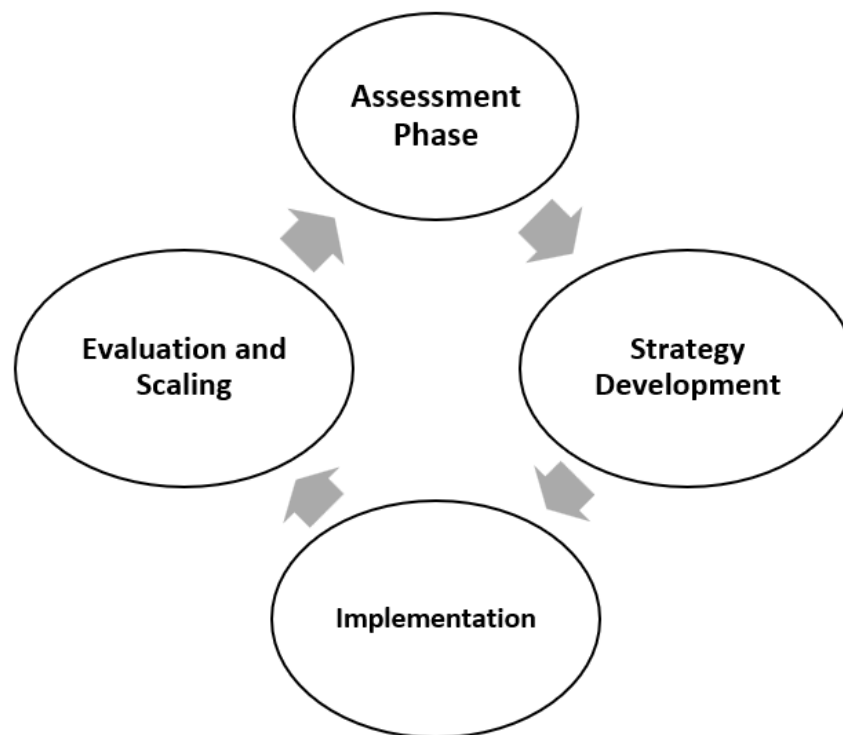 Assessment
Phase
Strategy
Development
Implementation
Evaluation and
Scaling